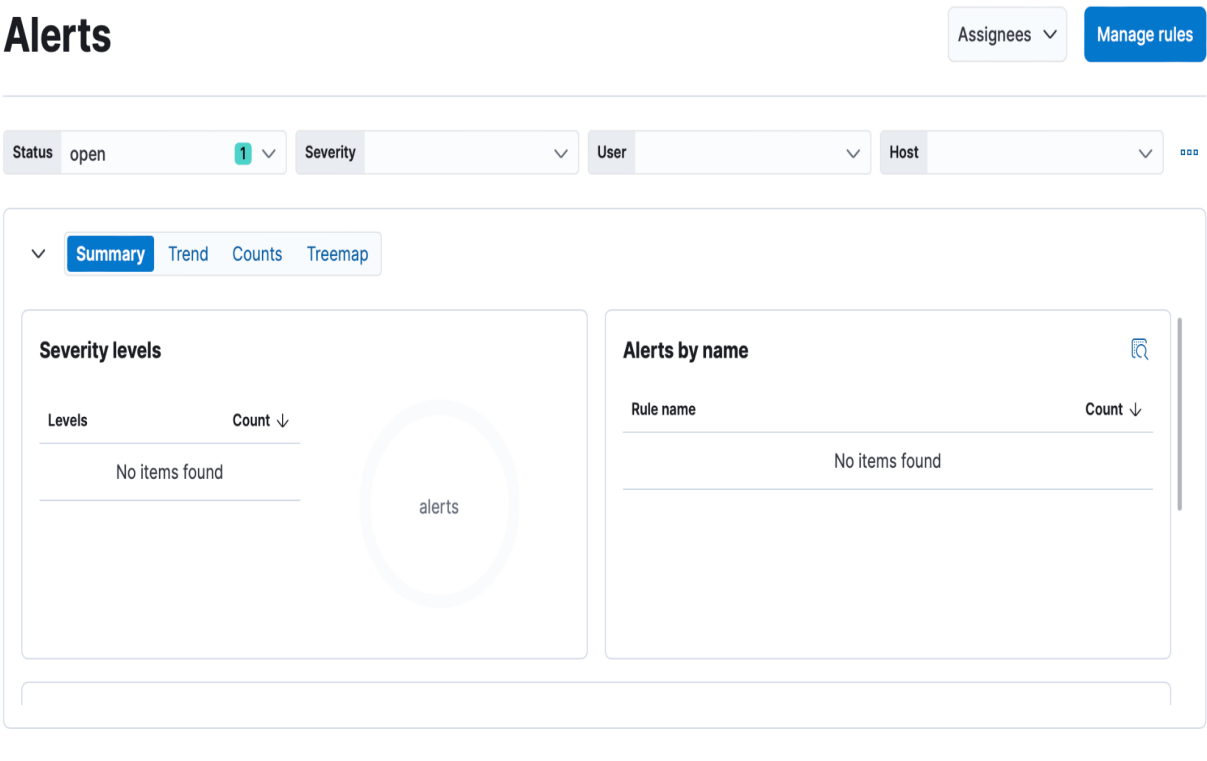 Alerts
Assignees
Manage rules
Status open 1 Severity User Host
Summary Trend Counts Treemap
Severity levels
Levels Count
No items found
alerts
Alerts by name
Rule name Count
No items found